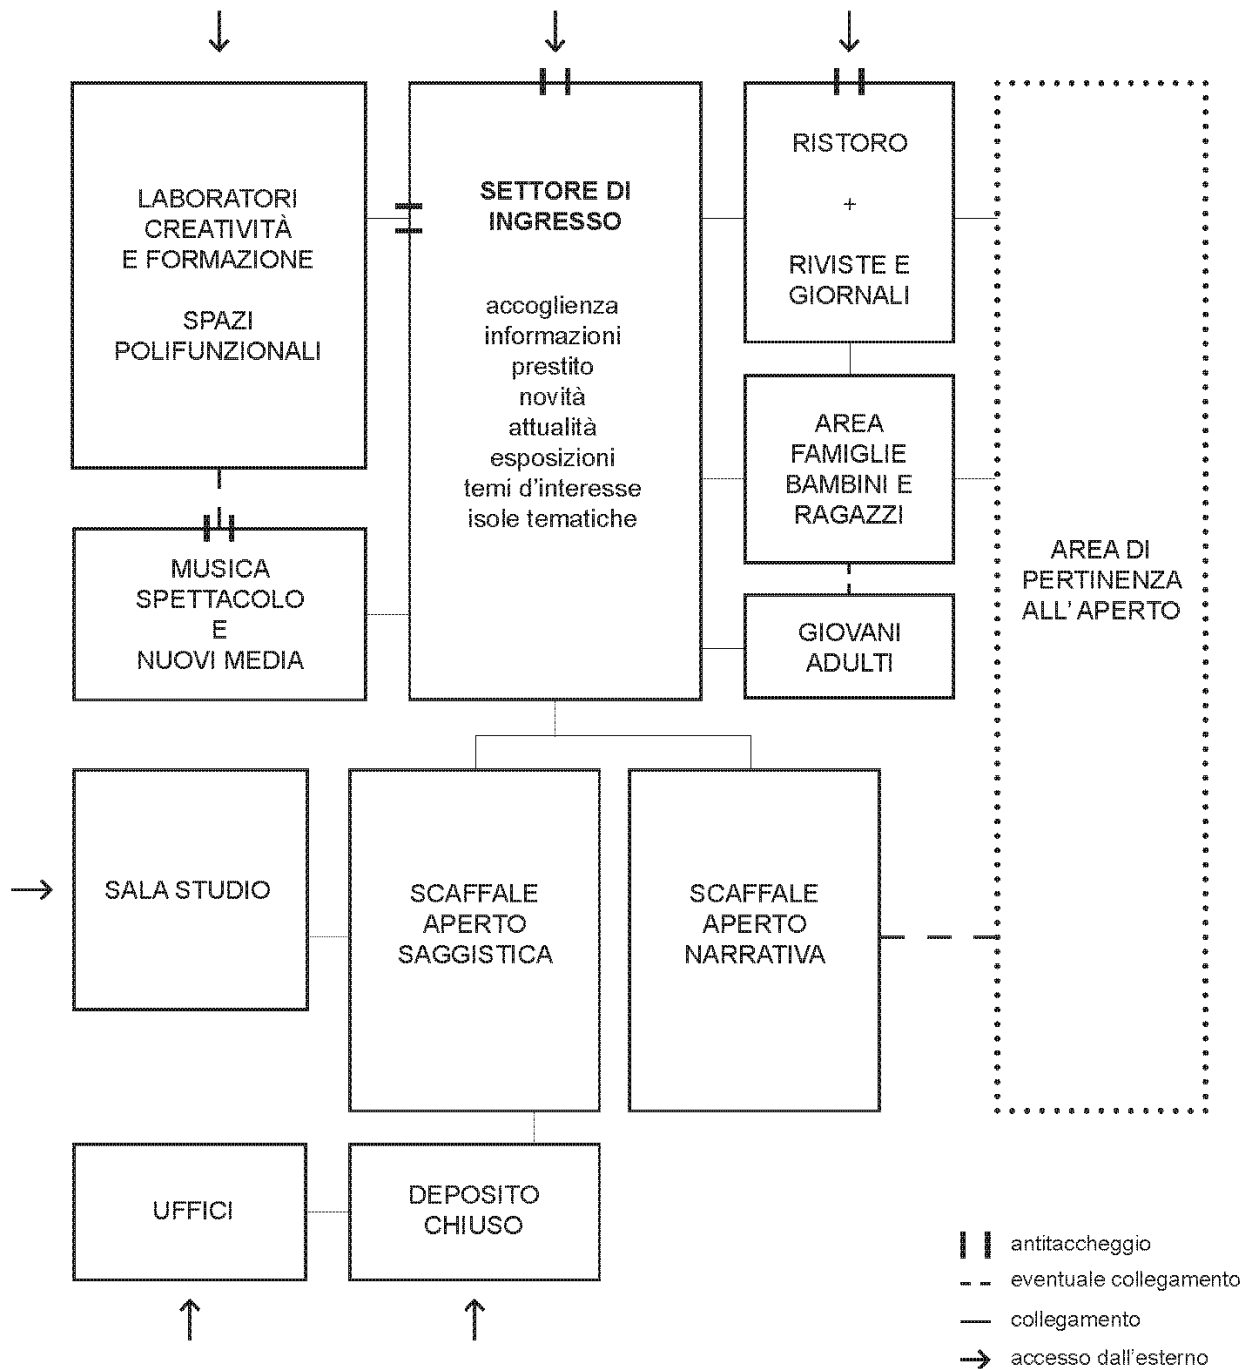 LABORATORI
CREATIVITÀ
E FORMAZIONE
SPAZI
POLIFUNZIONALI
SETTORE DI
INGRESSO
accoglienza
informazioni
prestito
novità
attualità
esposizioni
temi d'interesse
isole tematiche
RISTORO
+
RIVISTE E
GIORNALI
AREA
FAMIGLIE
BAMBINI E
RAGAZZI
GIOVANI
ADULTI
AREA DI
PERTINENZA
ALL' APERTO
MUSICA
SPETTACOLO
E
NUOVI MEDIA
SALA STUDIO
SCAFFALE
APERTO
SAGGISTICA
SCAFFALE
APERTO
NARRATIVA
UFFICI
DEPOSITO
CHIUSO
antitaccheggio
eventuale collegamento
collegamento
accesso dall'esterno